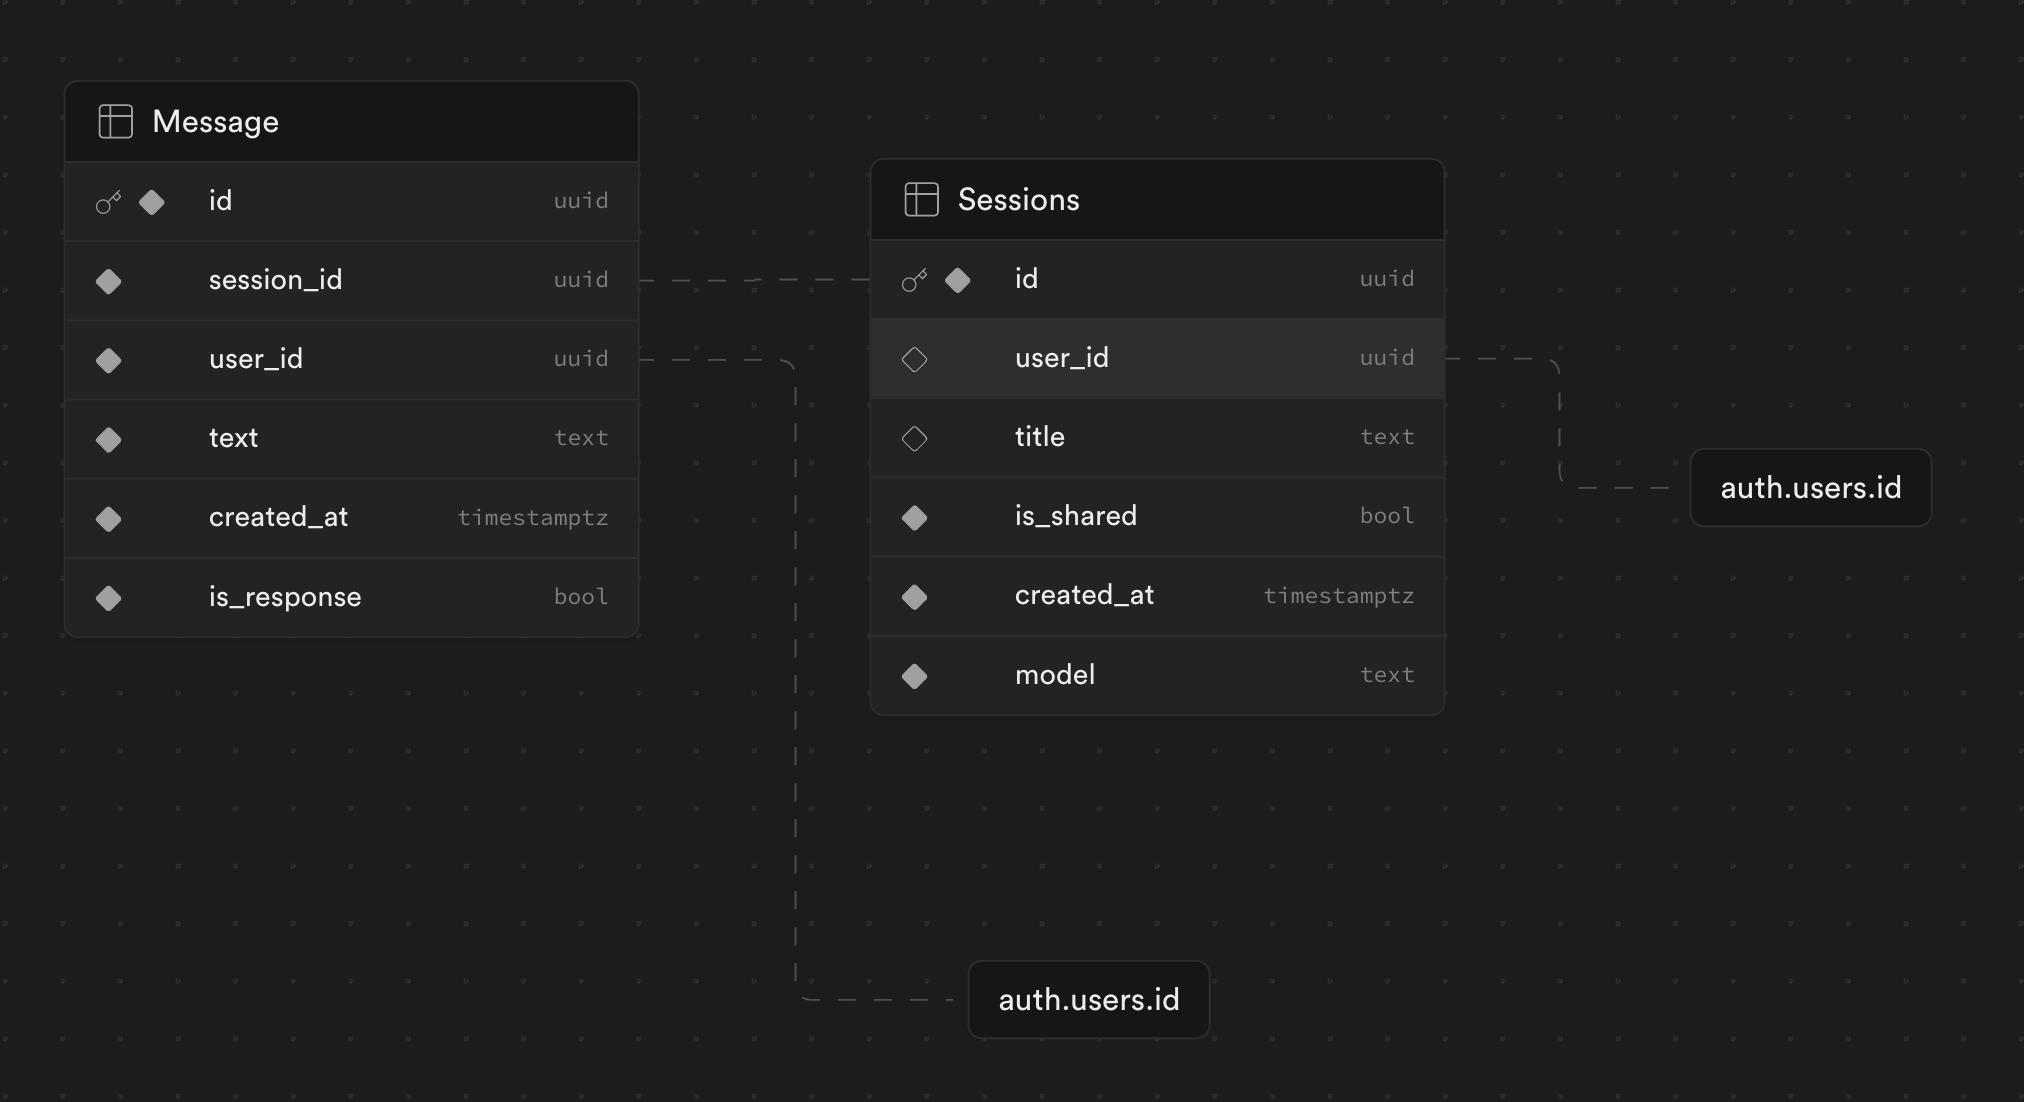 Message
id uuid
session_id uuid
user_id uuid
text text
created_at timestamptz
is_response bool
Sessions
id uuid
user_id uuid
title text
is_shared bool
created_at timestamptz
model text
auth.users.id
auth.users.id